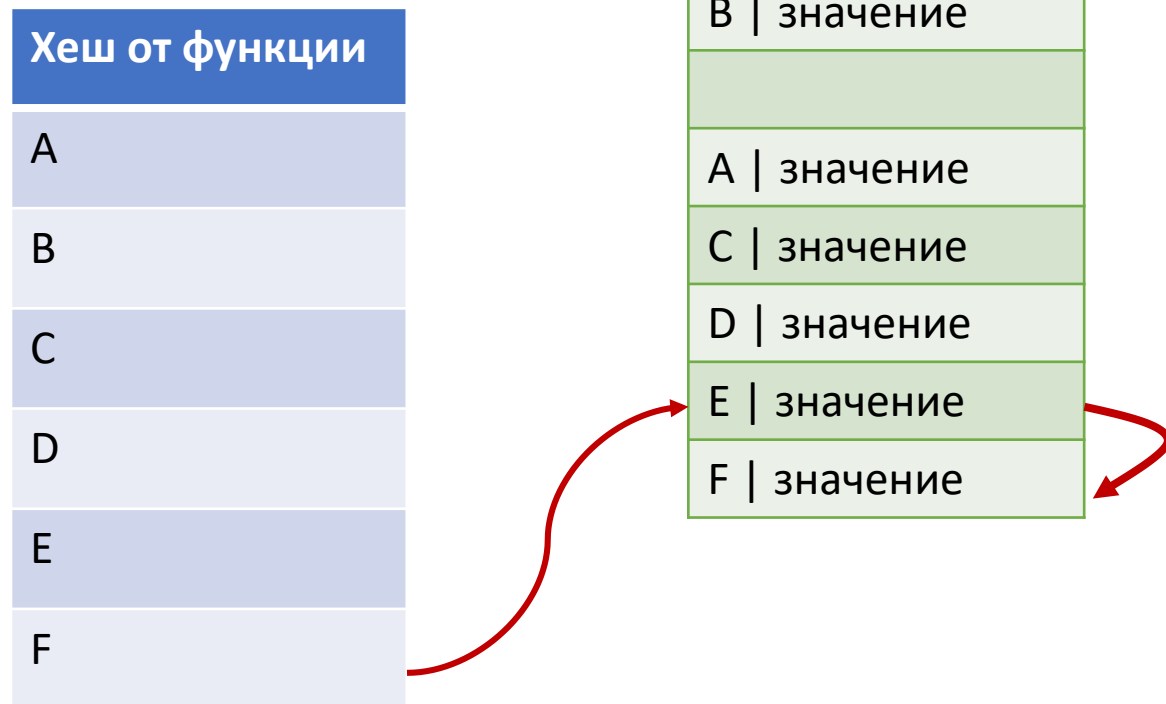 Хеш от функции
A
B
C
D
E
F
B | значение
A | значение
C | значение
D | значение
E | значение
F | значение